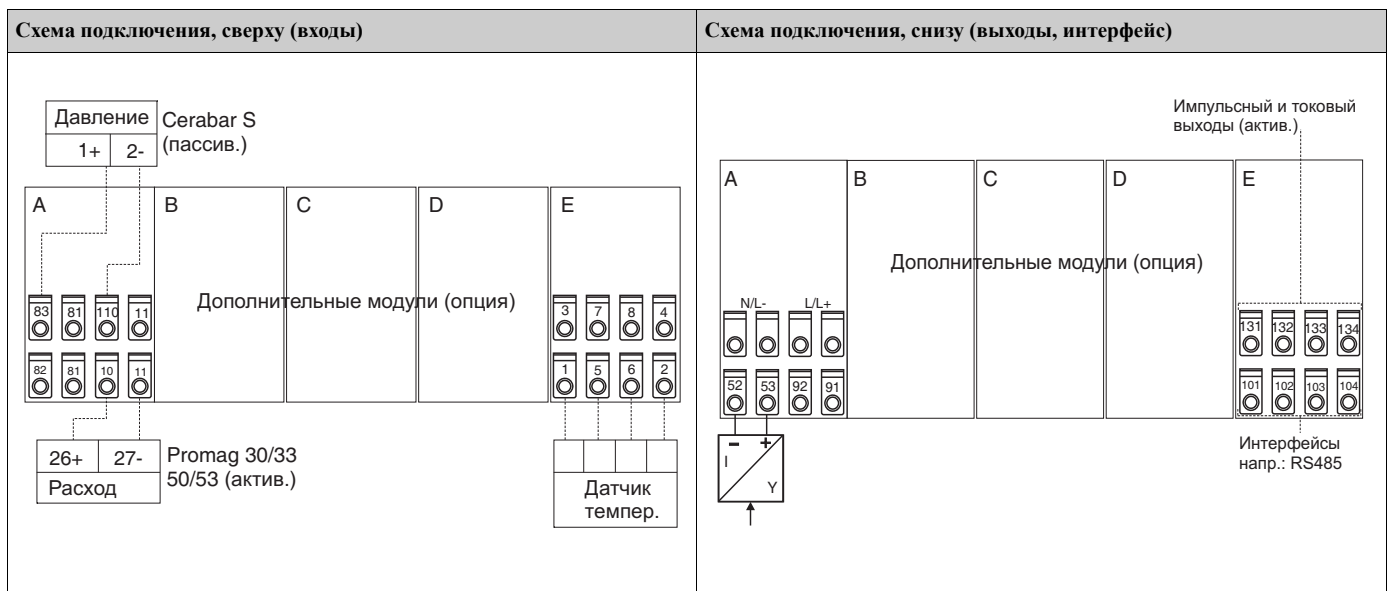 Схема подключения, сверху (входы)
Схема подключения, снизу (выходы, интерфейс)
Давление
1+ 2-
Cerabar S
(пассив.)
A B C D E
Дополнительные модули (опция)
83 81 110 11
82 81 10 11
3 7 8 4
1 5 6 2
26+ 27-
Расход
Promag 30/33
50/53 (актив.)
Датчик
темпер.
Импульсный и токовый
выходы (актив.)
A B C D E
Дополнительные модули (опция)
N/L- L/L+
52 53 92 91
131 132 133 134
101 102 103 104
- +
I
Y
Интерфейсы
напр.: RS485